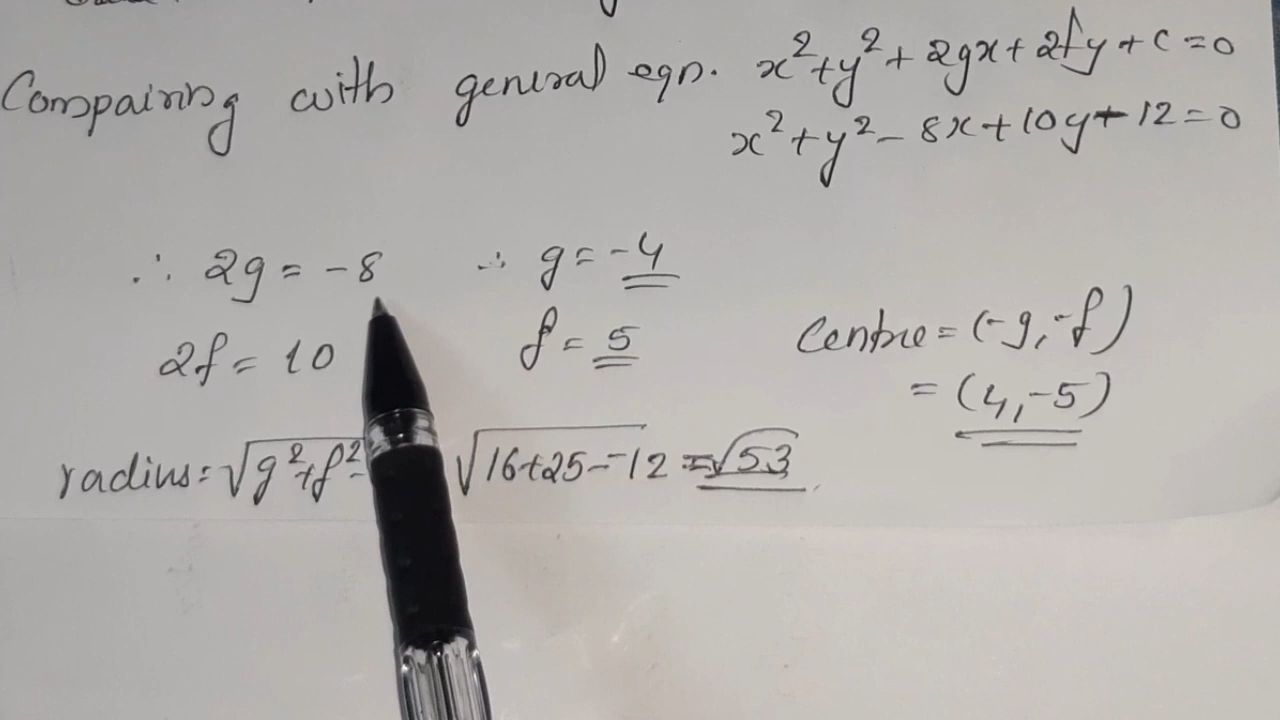 Compairing with general eqn. x²+y²+2gx+2fy+c=0
x²+y²-8x+10y+12=0
∴ 2g = -8 ∴ g = -4
2f = 10 f = 5
Centre = (-g,-f)
= (4,-5)
radius = √g²+f²- √16+25--12 = √53